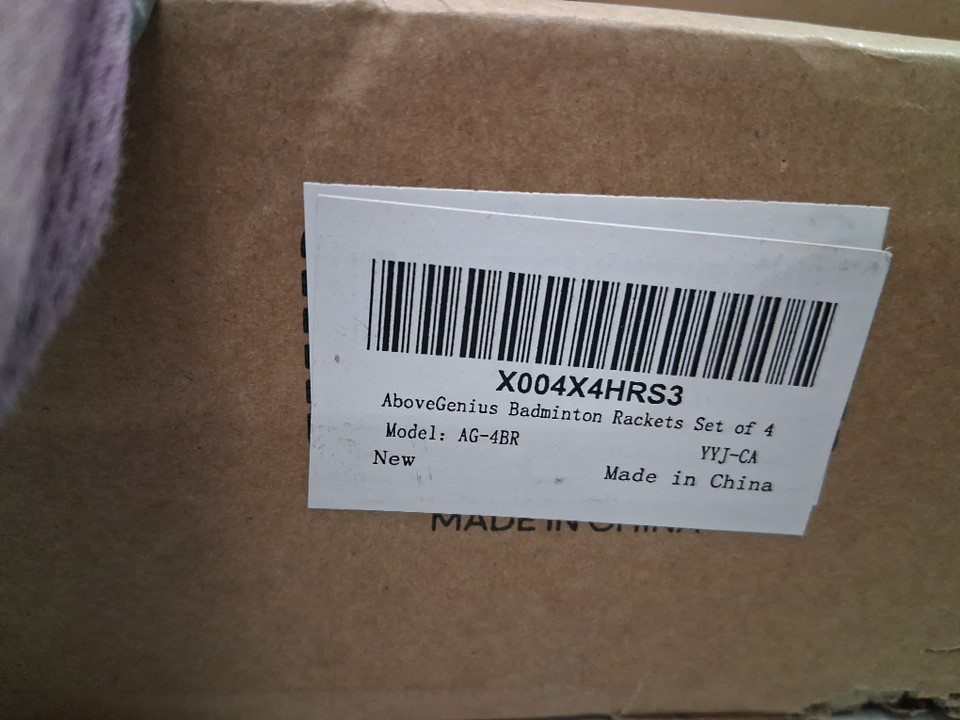 X004X4HRS3
AboveGenius Badminton Rackets Set of 4
Model: AG-4BR
YYJ-CA
New
Made in China
MADE IN CHINA